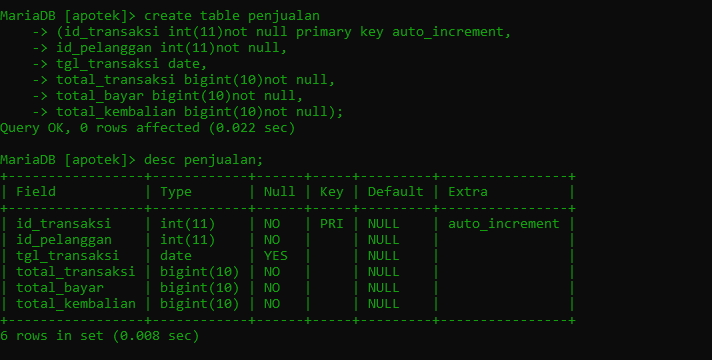 MariaDB [apotek]> create table penjualan
    -> (id_transaksi int(11)not null primary key auto_increment,
    -> id_pelanggan int(11)not null,
    -> tgl_transaksi date,
    -> total_transaksi bigint(10)not null,
    -> total_bayar bigint(10)not null,
    -> total_kembalian bigint(10)not null);
Query OK, 0 rows affected (0.022 sec)

MariaDB [apotek]> desc penjualan;
+-----------------+------------+------+-----+---------+----------------+
| Field           | Type       | Null | Key | Default | Extra          |
+-----------------+------------+------+-----+---------+----------------+
| id_transaksi    | int(11)    | NO   | PRI | NULL    | auto_increment |
| id_pelanggan    | int(11)    | NO   |     | NULL    |                |
| tgl_transaksi   | date       | YES  |     | NULL    |                |
| total_transaksi | bigint(10) | NO   |     | NULL    |                |
| total_bayar     | bigint(10) | NO   |     | NULL    |                |
| total_kembalian | bigint(10) | NO   |     | NULL    |                |
+-----------------+------------+------+-----+---------+----------------+
6 rows in set (0.008 sec)